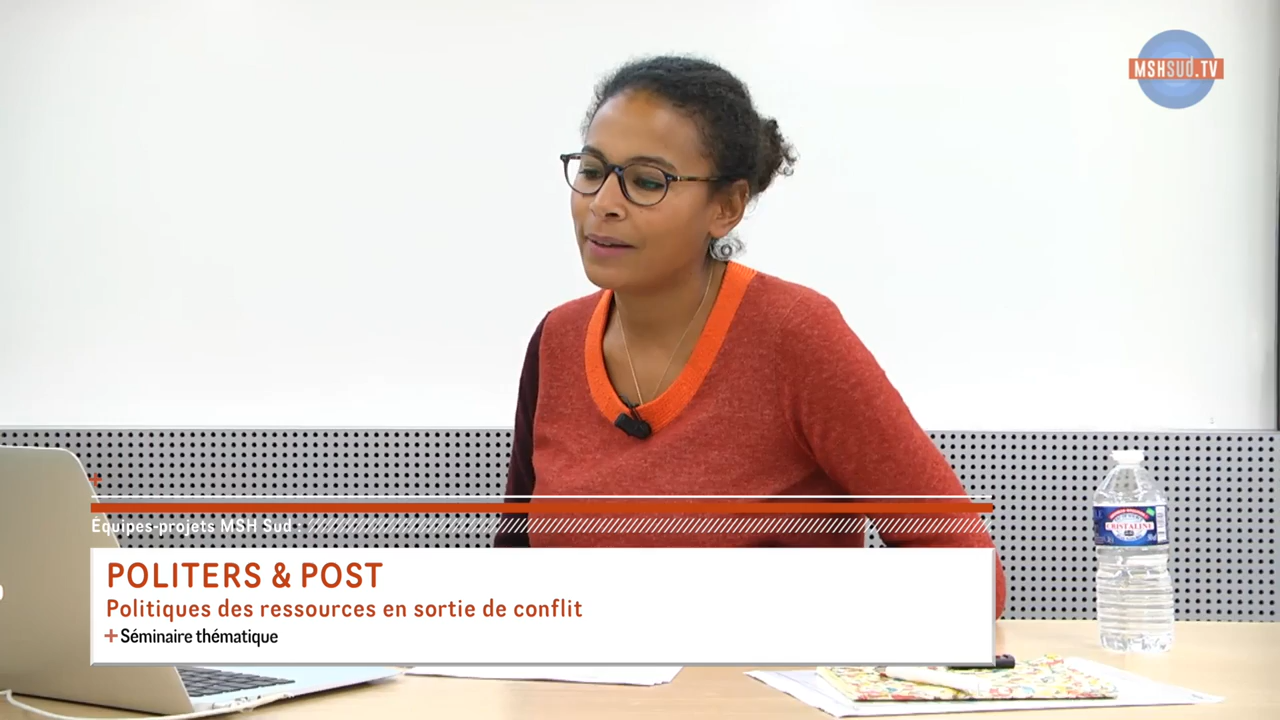 MSHSUD.TV
Équipes-projets MSH Sud :
POLITERS & POST
Politiques des ressources en sortie de conflit
+ Séminaire thématique
CRISTALINE